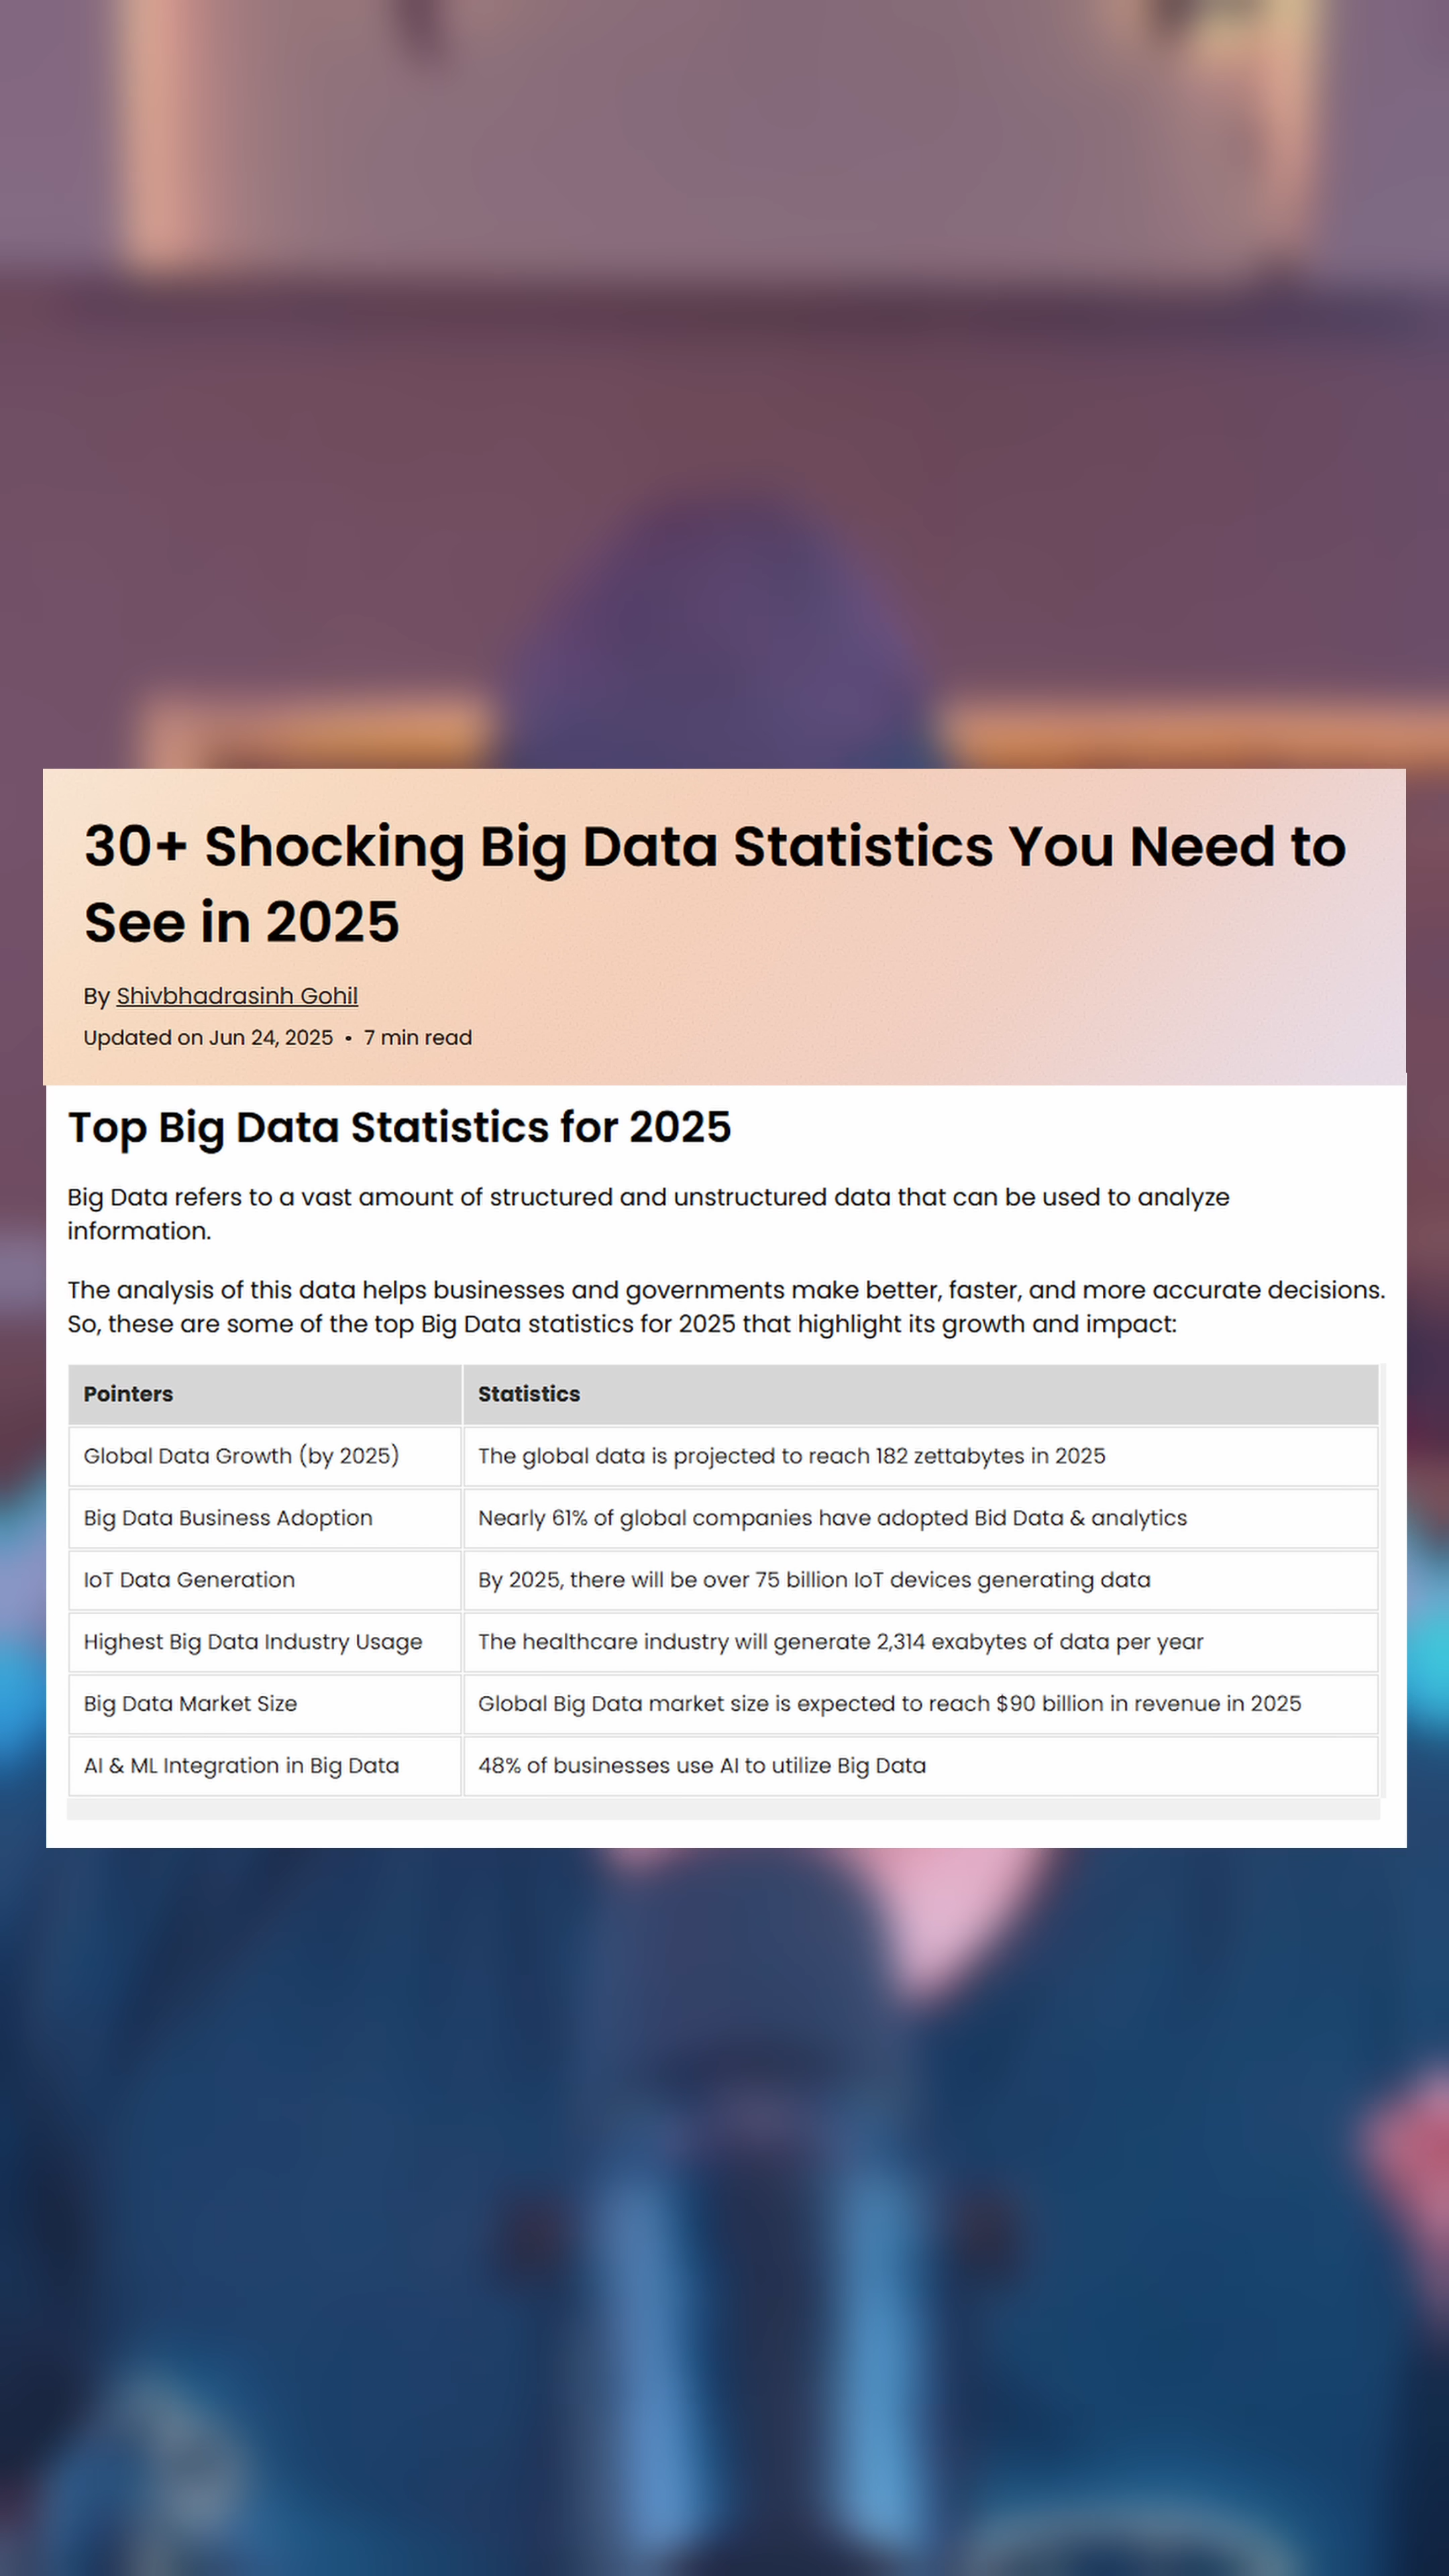 30+ Shocking Big Data Statistics You Need to
See in 2025
By Shivbhadrasinh Gohil
Updated on Jun 24, 2025 • 7 min read
Top Big Data Statistics for 2025
Big Data refers to a vast amount of structured and unstructured data that can be used to analyze
information.
The analysis of this data helps businesses and governments make better, faster, and more accurate decisions.
So, these are some of the top Big Data statistics for 2025 that highlight its growth and impact:
Pointers Statistics
Global Data Growth (by 2025) The global data is projected to reach 182 zettabytes in 2025
Big Data Business Adoption Nearly 61% of global companies have adopted Bid Data & analytics
IoT Data Generation By 2025, there will be over 75 billion IoT devices generating data
Highest Big Data Industry Usage The healthcare industry will generate 2,314 exabytes of data per year
Big Data Market Size Global Big Data market size is expected to reach $90 billion in revenue in 2025
AI & ML Integration in Big Data 48% of businesses use AI to utilize Big Data